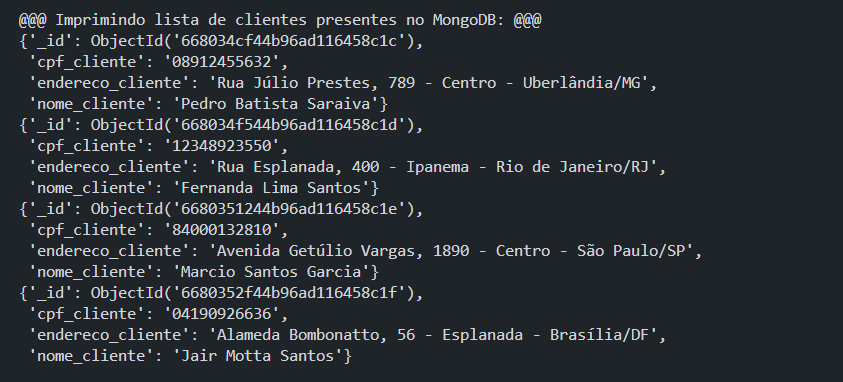 @@@ Imprimindo lista de clientes presentes no MongoDB: @@@
{'_id': ObjectId('668034cf44b96ad116458c1c'),
 'cpf_cliente': '08912455632',
 'endereco_cliente': 'Rua Júlio Prestes, 789 - Centro - Uberlândia/MG',
 'nome_cliente': 'Pedro Batista Saraiva'}
{'_id': ObjectId('668034f544b96ad116458c1d'),
 'cpf_cliente': '12348923550',
 'endereco_cliente': 'Rua Esplanada, 400 - Ipanema - Rio de Janeiro/RJ',
 'nome_cliente': 'Fernanda Lima Santos'}
{'_id': ObjectId('6680351244b96ad116458c1e'),
 'cpf_cliente': '84000132810',
 'endereco_cliente': 'Avenida Getúlio Vargas, 1890 - Centro - São Paulo/SP',
 'nome_cliente': 'Marcio Santos Garcia'}
{'_id': ObjectId('6680352f44b96ad116458c1f'),
 'cpf_cliente': '04190926636',
 'endereco_cliente': 'Alameda Bombonatto, 56 - Esplanada - Brasília/DF',
 'nome_cliente': 'Jair Motta Santos'}